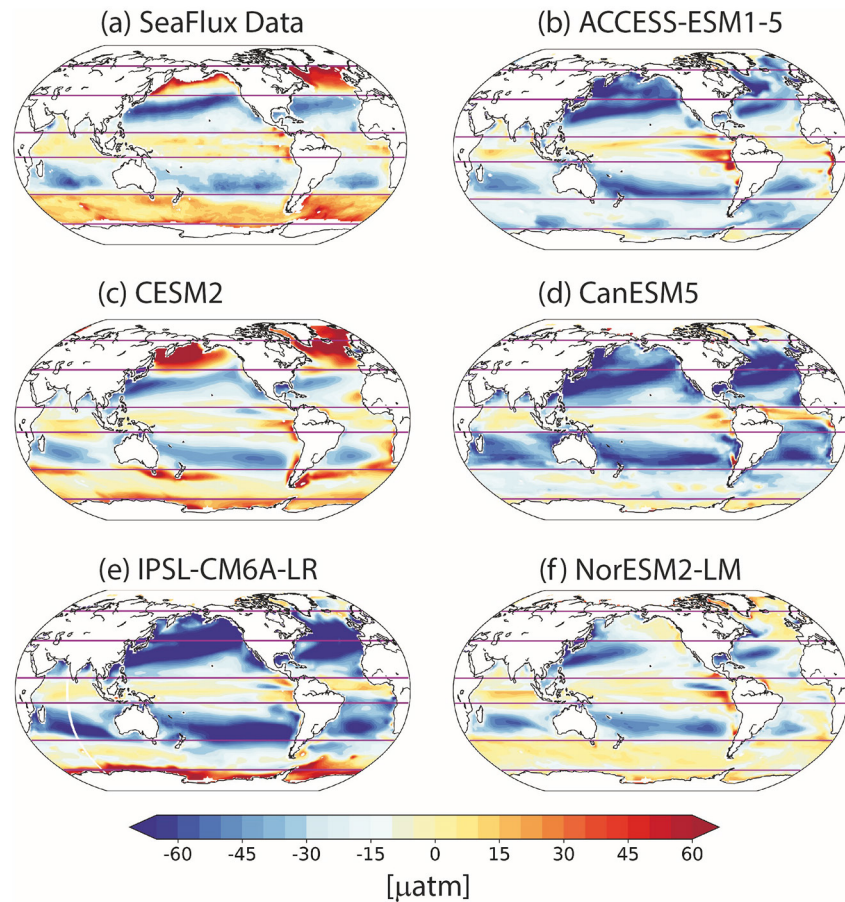 (a) SeaFlux Data
(b) ACCESS-ESM1-5
(c) CESM2
(d) CanESM5
(e) IPSL-CM6A-LR
(f) NorESM2-LM
-60 -45 -30 -15 0 15 30 45 60
[μatm]